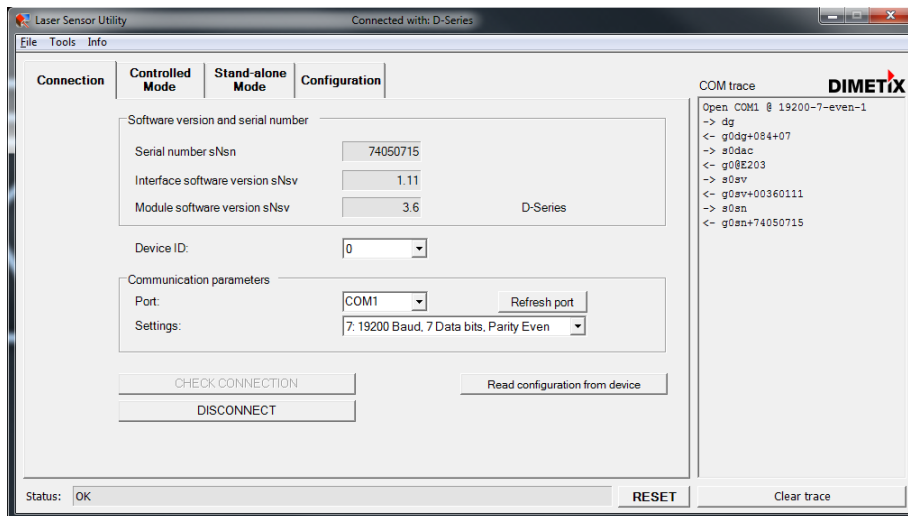 Laser Sensor Utility
Connected with: D-Series
File Tools Info
Connection
Controlled Mode
Stand-alone Mode
Configuration
Software version and serial number
Serial number sNsn 74050715
Interface software version sNsv 1.11
Module software version sNsv 3.6 D-Series
Device ID: 0
Communication parameters
Port: COM1 Refresh port
Settings: 7: 19200 Baud, 7 Data bits, Parity Even
CHECK CONNECTION
Read configuration from device
DISCONNECT
COM trace
DIMETIX
Open COM1 @ 19200-7-even-1
-> dg
<- g0dg+084+07
-> s0dac
<- g0@E203
-> s0sv
<- g0sv+00360111
-> s0sn
<- g0sn+74050715
Status: OK
RESET
Clear trace